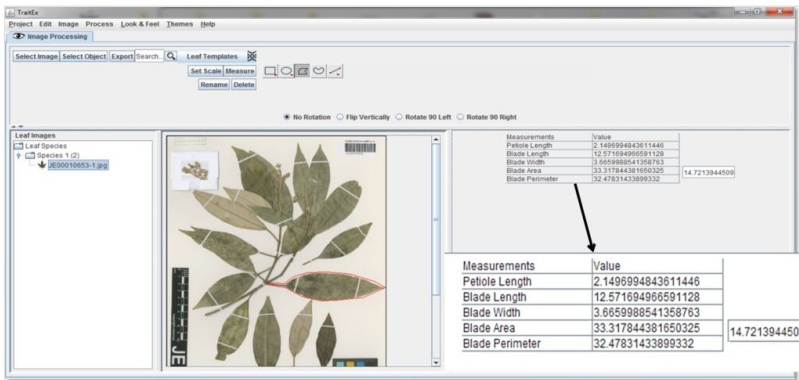 TraitEx
Project Edit Image Process Look & Feel Themes Help
Image Processing
Select Image Select Object Export Search... Leaf Templates
Set Scale Measure
Rename Delete
No Rotation Flip Vertically Rotate 90 Left Rotate 90 Right
Leaf Images
Leaf Species
Species 1 (2)
JE00010653-1.jpg
JE
Measurements Value
Petiole Length 2.1496994843611446
Blade Length 12.571694966591128
Blade Width 3.6659988541358763
Blade Area 33.317844381650325
Blade Perimeter 32.47831433899332
14.7213944509
Measurements Value
Petiole Length 2.1496994843611446
Blade Length 12.571694966591128
Blade Width 3.6659988541358763
Blade Area 33.317844381650325
Blade Perimeter 32.47831433899332
14.721394450